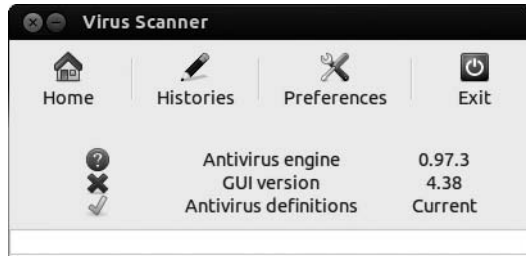 Virus Scanner
Home Histories Preferences Exit
Antivirus engine 0.97.3
GUI version 4.38
Antivirus definitions Current